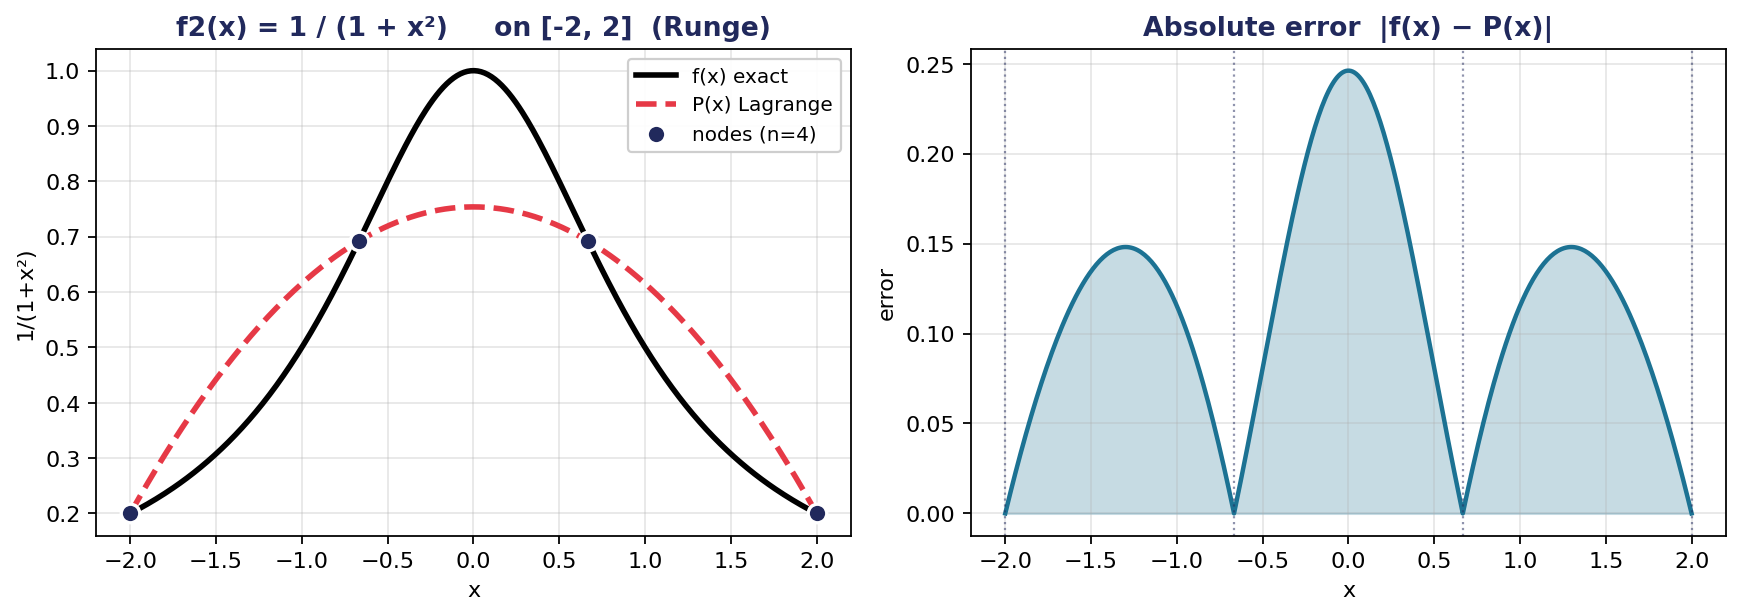 f2(x) = 1 / (1 + x²)     on [-2, 2]  (Runge)
f(x) exact
P(x) Lagrange
nodes (n=4)
1/(1+x²)
1.0
0.9
0.8
0.7
0.6
0.5
0.4
0.3
0.2
−2.0 −1.5 −1.0 −0.5 0.0 0.5 1.0 1.5 2.0
x
Absolute error  |f(x) − P(x)|
error
0.25
0.20
0.15
0.10
0.05
0.00
−2.0 −1.5 −1.0 −0.5 0.0 0.5 1.0 1.5 2.0
x